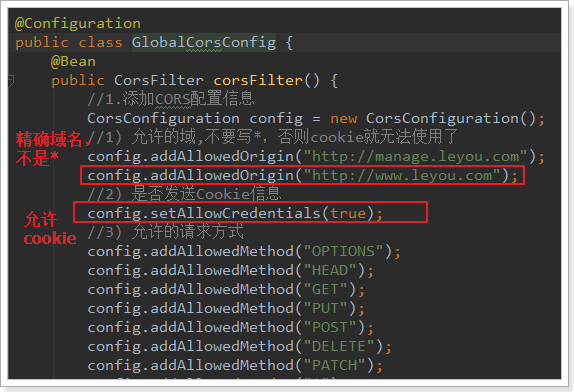 @Configuration
public class GlobalCorsConfig {
@Bean
public CorsFilter corsFilter() {
//1.添加CORS配置信息
CorsConfiguration config = new CorsConfiguration();
精确域名，
不是*
//1) 允许的域,不要写*，否则cookie就无法使用了
config.addAllowedOrigin("http://manage.leyou.com");
config.addAllowedOrigin("http://www.leyou.com");
//2) 是否发送Cookie信息
允许
cookie
config.setAllowCredentials(true);
//3) 允许的请求方式
config.addAllowedMethod("OPTIONS");
config.addAllowedMethod("HEAD");
config.addAllowedMethod("GET");
config.addAllowedMethod("PUT");
config.addAllowedMethod("POST");
config.addAllowedMethod("DELETE");
config.addAllowedMethod("PATCH");